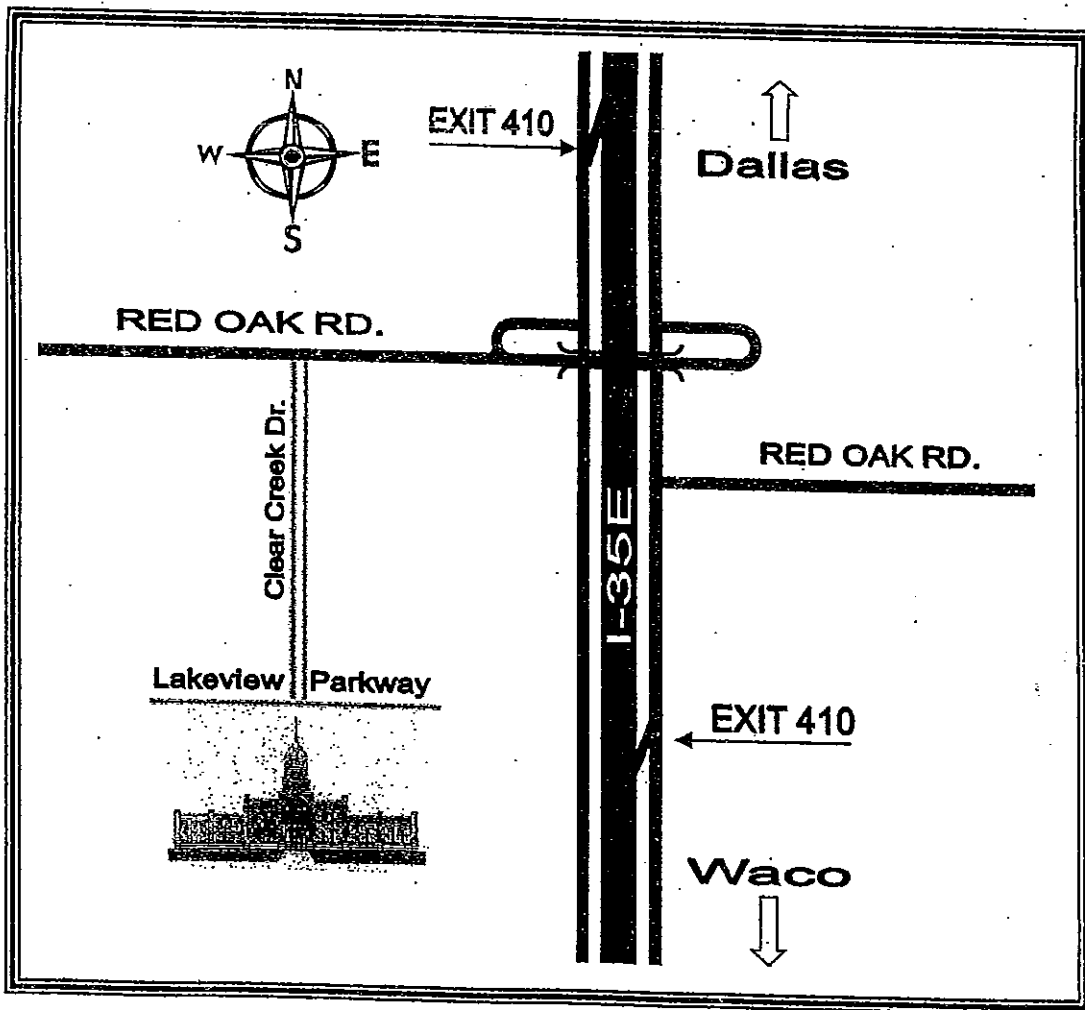 N
EXIT 410
W
E
Dallas
S
RED OAK RD.
Clear Creek Dr.
RED OAK RD.
I-35E
Lakeview Parkway
EXIT 410
Waco